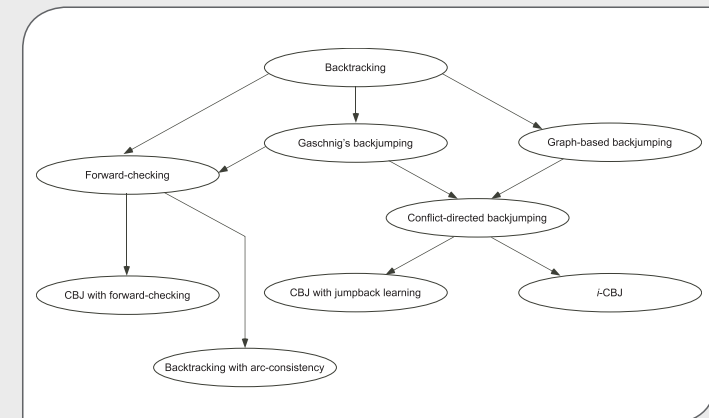 Backtracking
Gaschnig's backjumping
Graph-based backjumping
Forward-checking
Conflict-directed backjumping
CBJ with forward-checking
CBJ with jumpback learning
i-CBJ
Backtracking with arc-consistency